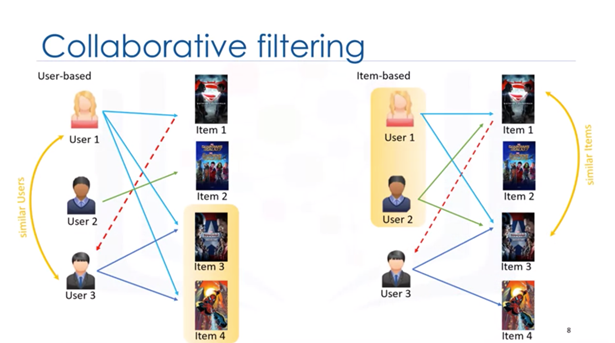 Collaborative filtering
User-based
User 1
User 2
User 3
similar Users
Item 1
Item 2
Item 3
Item 4
Item-based
User 1
User 2
User 3
Item 1
Item 2
Item 3
Item 4
similar Items
8